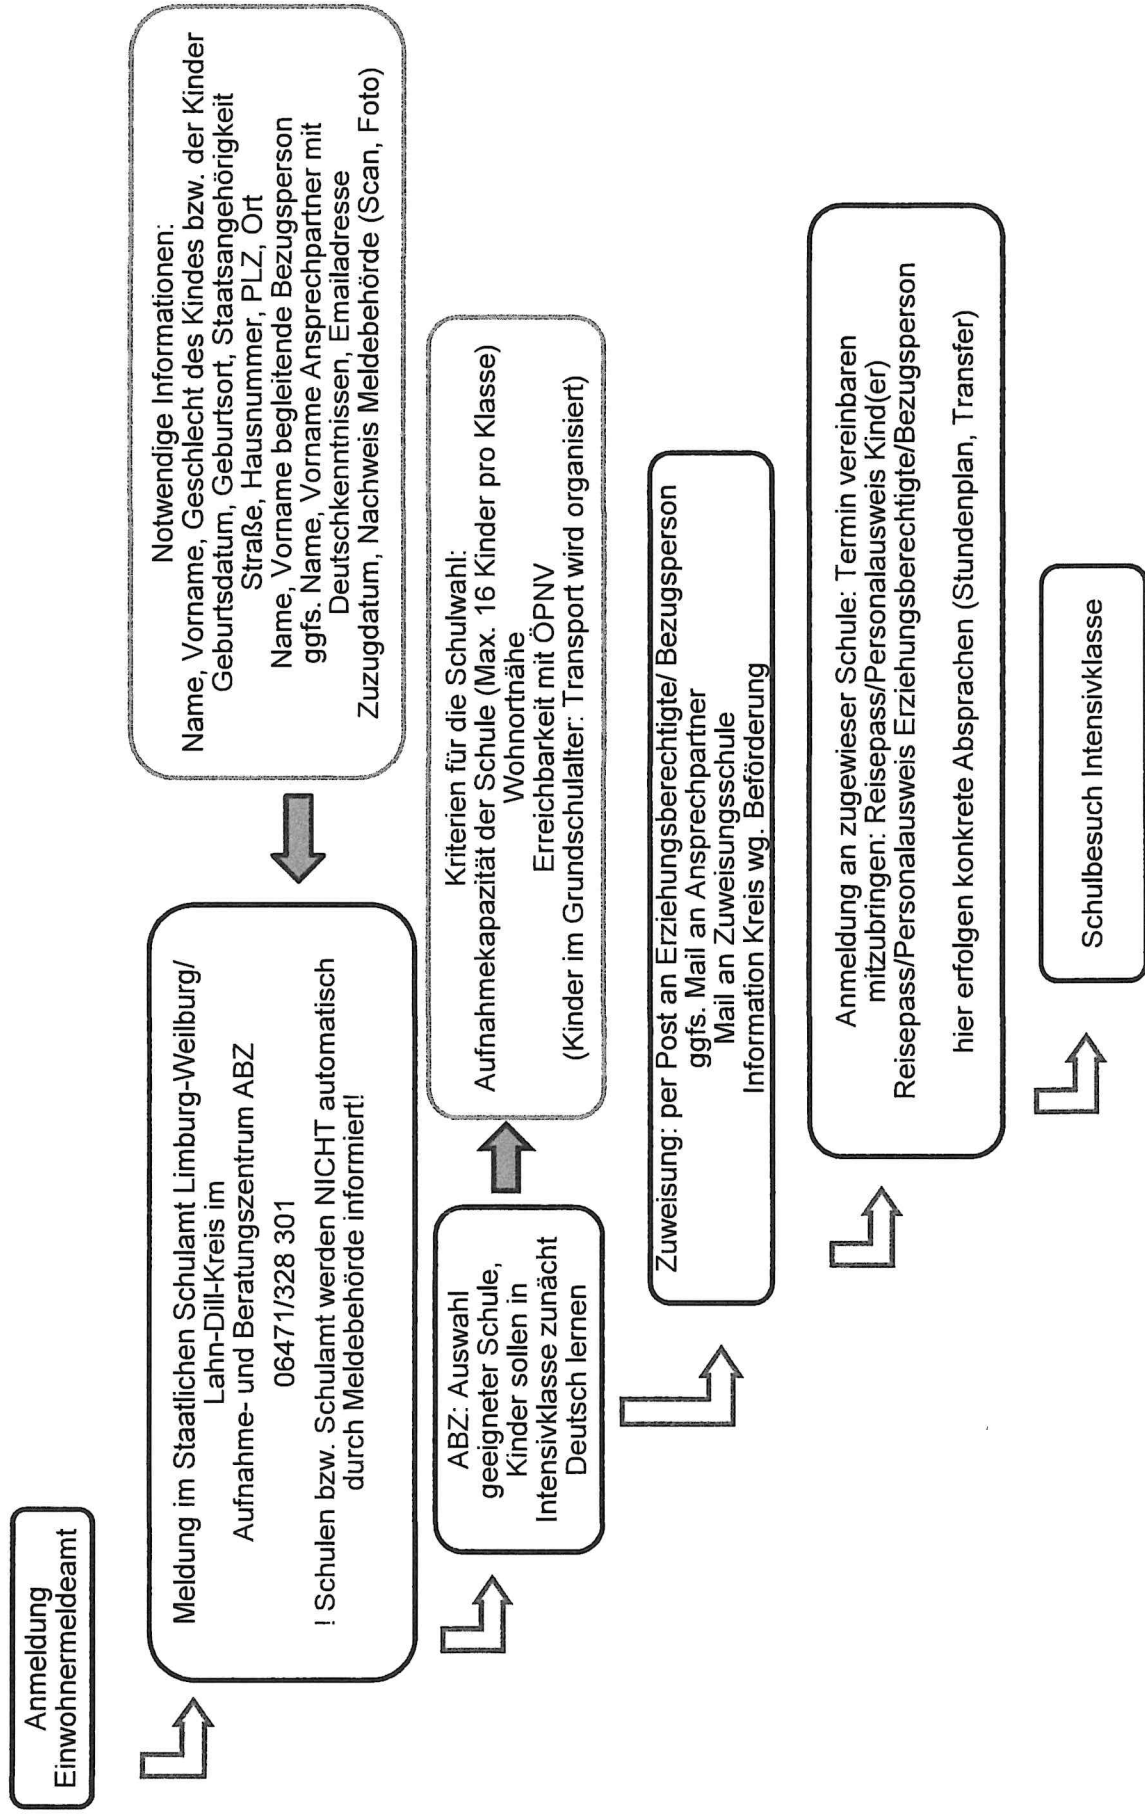 Anmeldung
Einwohnermeldeamt
Meldung im Staatlichen Schulamt Limburg-Weilburg/
Lahn-Dill-Kreis im
Aufnahme- und Beratungszentrum ABZ
06471/328 301
! Schulen bzw. Schulamt werden NICHT automatisch
durch Meldebehörde informiert!
Notwendige Informationen:
Name, Vorname, Geschlecht des Kindes bzw. der Kinder
Geburtsdatum, Geburtsort, Staatsangehörigkeit
Straße, Hausnummer, PLZ, Ort
Name, Vorname begleitende Bezugsperson
ggfs. Name, Vorname Ansprechpartner mit
Deutschkenntnissen, Emailadresse
Zuzugdatum, Nachweis Meldebehörde (Scan, Foto)
ABZ: Auswahl
geeigneter Schule,
Kinder sollen in
Intensivklasse zunächt
Deutsch lernen
Kriterien für die Schulwahl:
Aufnahmekapazität der Schule (Max. 16 Kinder pro Klasse)
Wohnortnähe
Erreichbarkeit mit ÖPNV
(Kinder im Grundschulalter: Transport wird organisiert)
Zuweisung: per Post an Erziehungsberechtigte/ Bezugsperson
ggfs. Mail an Ansprechpartner
Mail an Zuweisungsschule
Information Kreis wg. Beförderung
Anmeldung an zugewieser Schule: Termin vereinbaren
mitzubringen: Reisepass/Personalausweis Kind(er)
Reisepass/Personalausweis Erziehungsberechtigte/Bezugsperson
hier erfolgen konkrete Absprachen (Stundenplan, Transfer)
Schulbesuch Intensivklasse